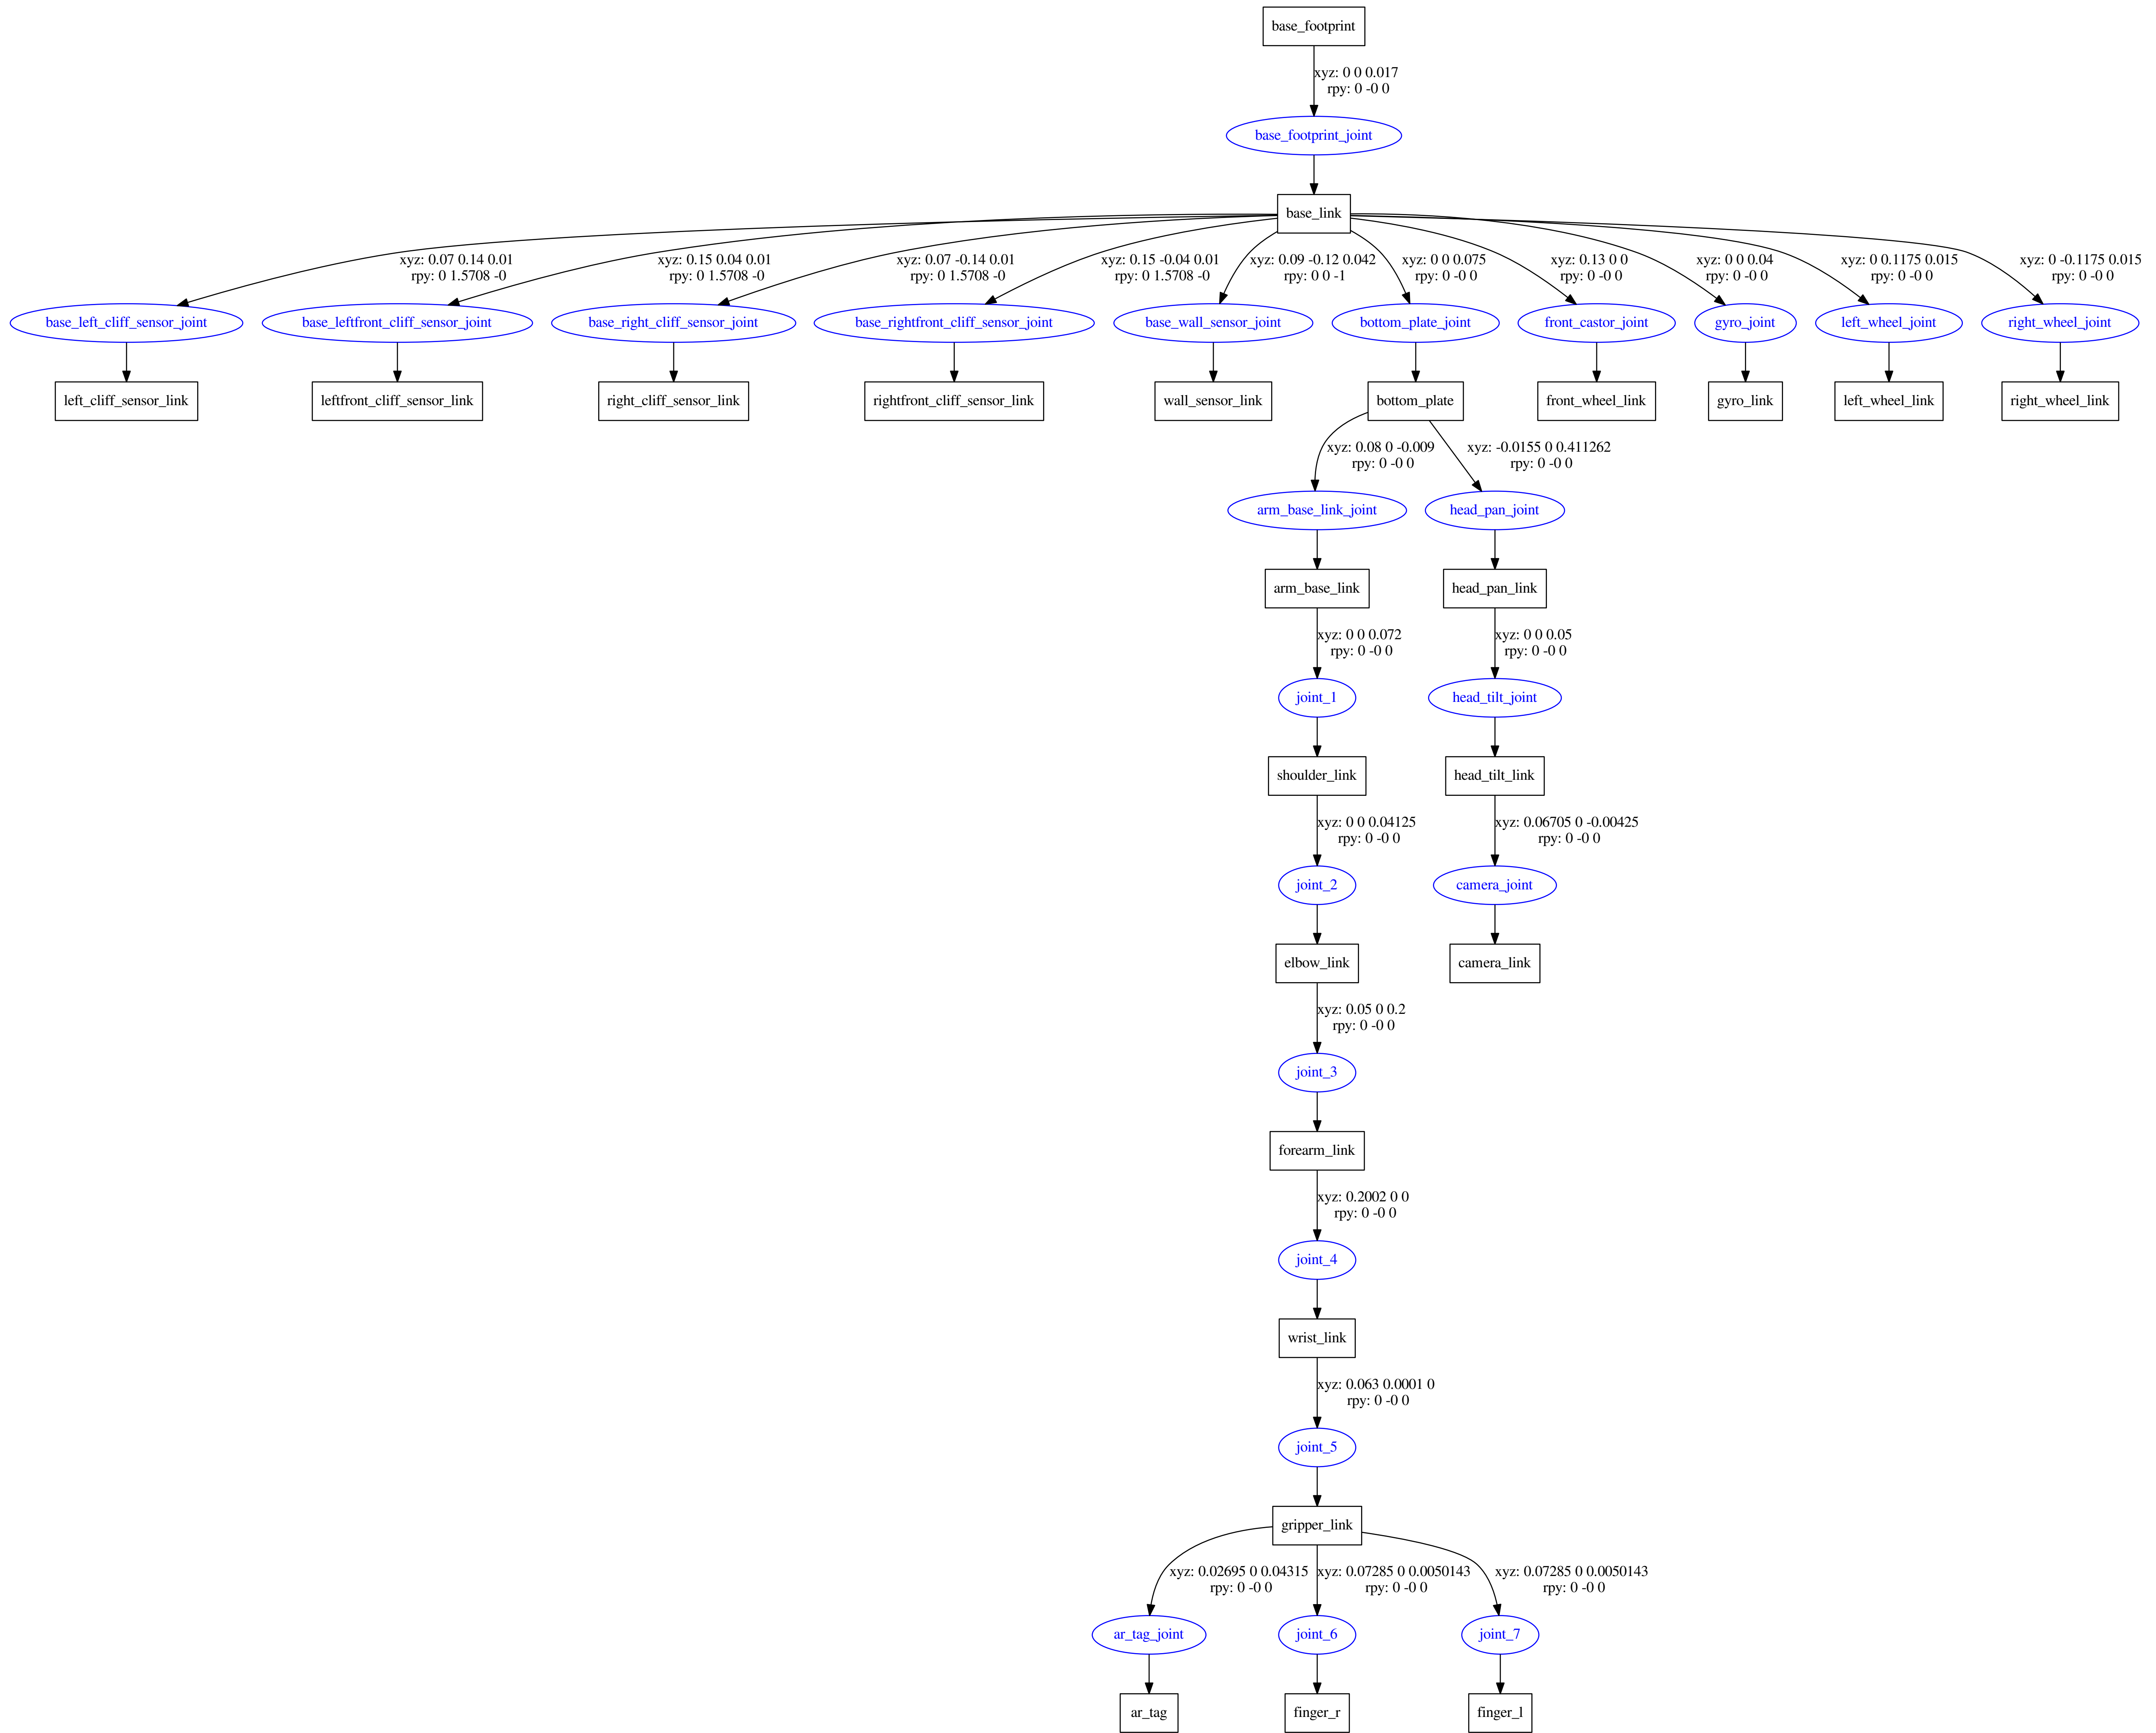 base_footprint
xyz: 0 0 0.017
rpy: 0 -0 0
base_footprint_joint
base_link
xyz: 0.07 0.14 0.01
rpy: 0 1.5708 -0
xyz: 0.15 0.04 0.01
rpy: 0 1.5708 -0
xyz: 0.07 -0.14 0.01
rpy: 0 1.5708 -0
xyz: 0.15 -0.04 0.01
rpy: 0 1.5708 -0
xyz: 0.09 -0.12 0.042
rpy: 0 0 -1
xyz: 0 0 0.075
rpy: 0 -0 0
xyz: 0.13 0 0
rpy: 0 -0 0
xyz: 0 0 0.04
rpy: 0 -0 0
xyz: 0 0.1175 0.015
rpy: 0 -0 0
xyz: 0 -0.1175 0.015
rpy: 0 -0 0
base_left_cliff_sensor_joint
base_leftfront_cliff_sensor_joint
base_right_cliff_sensor_joint
base_rightfront_cliff_sensor_joint
base_wall_sensor_joint
bottom_plate_joint
front_castor_joint
gyro_joint
left_wheel_joint
right_wheel_joint
left_cliff_sensor_link
leftfront_cliff_sensor_link
right_cliff_sensor_link
rightfront_cliff_sensor_link
wall_sensor_link
bottom_plate
front_wheel_link
gyro_link
left_wheel_link
right_wheel_link
xyz: 0.08 0 -0.009
rpy: 0 -0 0
xyz: -0.0155 0 0.411262
rpy: 0 -0 0
arm_base_link_joint
head_pan_joint
arm_base_link
head_pan_link
xyz: 0 0 0.072
rpy: 0 -0 0
xyz: 0 0 0.05
rpy: 0 -0 0
joint_1
head_tilt_joint
shoulder_link
head_tilt_link
xyz: 0 0 0.04125
rpy: 0 -0 0
xyz: 0.06705 0 -0.00425
rpy: 0 -0 0
joint_2
camera_joint
elbow_link
camera_link
xyz: 0.05 0 0.2
rpy: 0 -0 0
joint_3
forearm_link
xyz: 0.2002 0 0
rpy: 0 -0 0
joint_4
wrist_link
xyz: 0.063 0.0001 0
rpy: 0 -0 0
joint_5
gripper_link
xyz: 0.02695 0 0.04315
rpy: 0 -0 0
xyz: 0.07285 0 0.0050143
rpy: 0 -0 0
xyz: 0.07285 0 0.0050143
rpy: 0 -0 0
ar_tag_joint
joint_6
joint_7
ar_tag
finger_r
finger_l